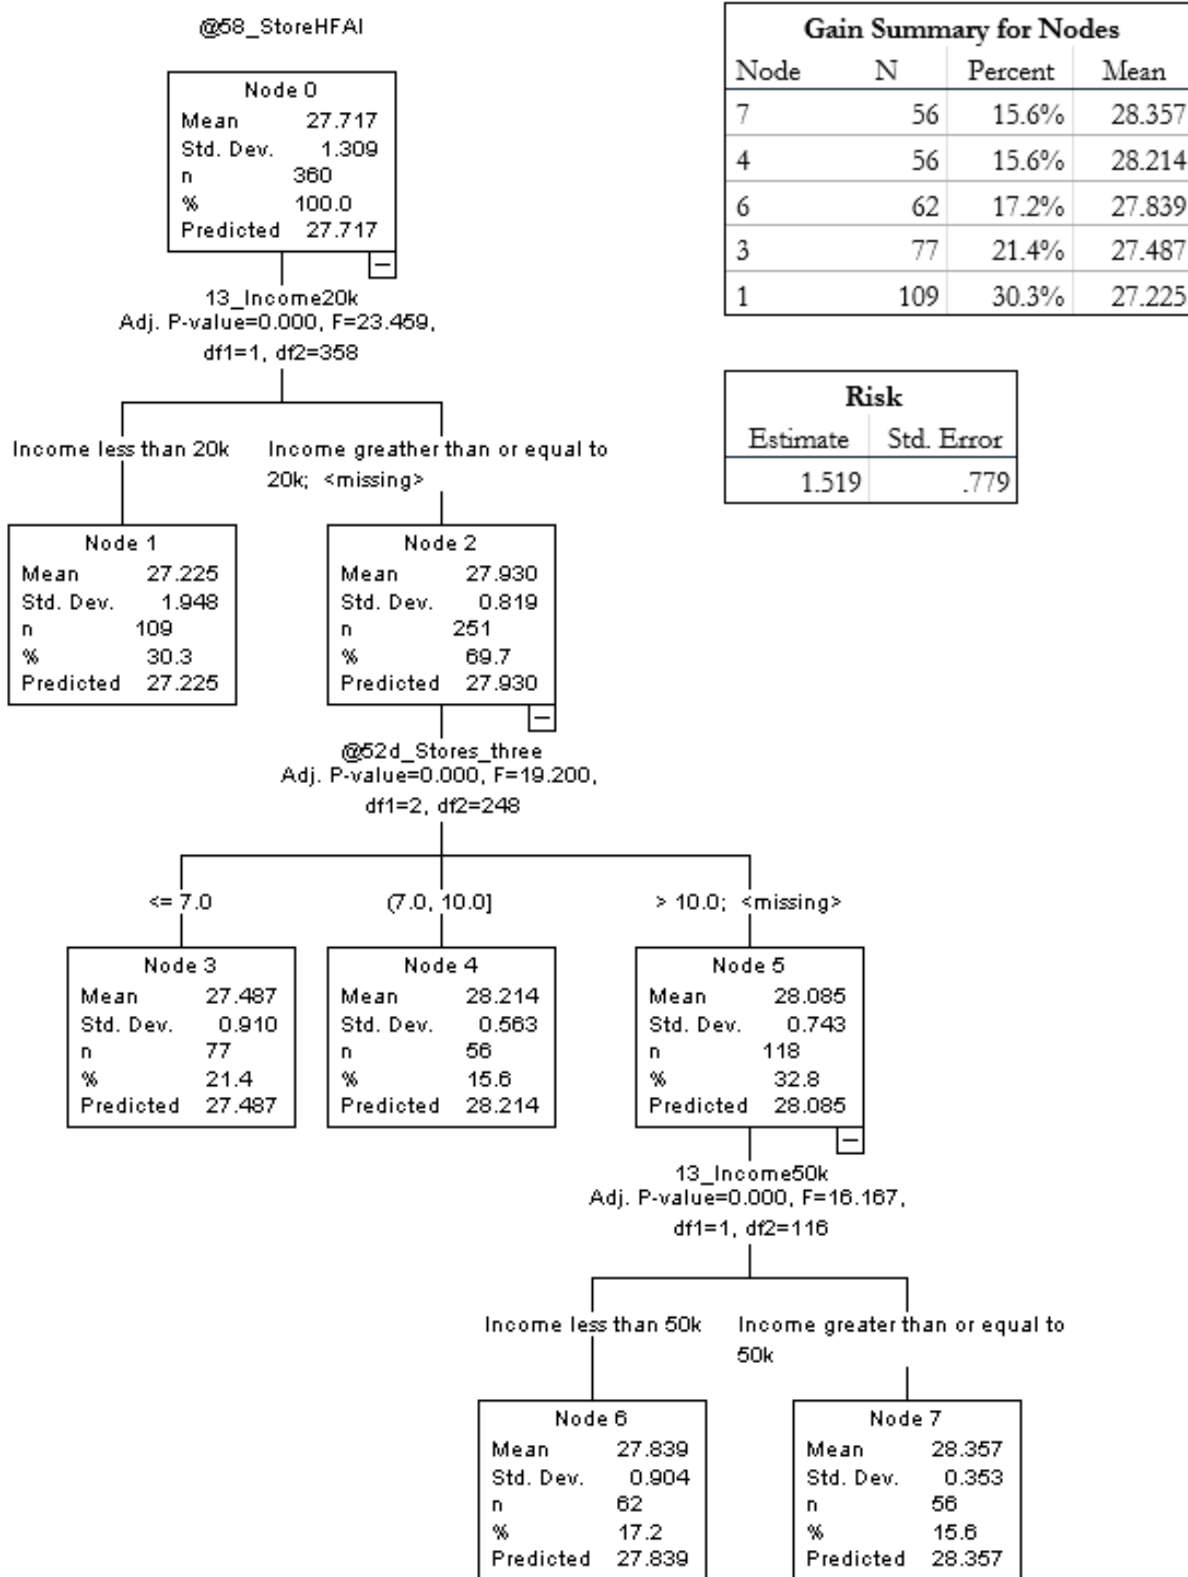 @58_StoreHFAI
Node 0
Mean 27.717
Std. Dev. 1.309
n 360
% 100.0
Predicted 27.717
13_Income20k
Adj. P-value=0.000, F=23.459,
df1=1, df2=358
Income less than 20k
Income greather than or equal to
20k; <missing>
Node 1
Mean 27.225
Std. Dev. 1.948
n 109
% 30.3
Predicted 27.225
Node 2
Mean 27.930
Std. Dev. 0.819
n 251
% 69.7
Predicted 27.930
@52d_Stores_three
Adj. P-value=0.000, F=19.200,
df1=2, df2=248
<= 7.0
(7.0, 10.0]
> 10.0; <missing>
Node 3
Mean 27.487
Std. Dev. 0.910
n 77
% 21.4
Predicted 27.487
Node 4
Mean 28.214
Std. Dev. 0.563
n 56
% 15.6
Predicted 28.214
Node 5
Mean 28.085
Std. Dev. 0.743
n 118
% 32.8
Predicted 28.085
13_Income50k
Adj. P-value=0.000, F=16.167,
df1=1, df2=116
Income less than 50k
Income greater than or equal to
50k
Node 6
Mean 27.839
Std. Dev. 0.904
n 62
% 17.2
Predicted 27.839
Node 7
Mean 28.357
Std. Dev. 0.353
n 56
% 15.6
Predicted 28.357
Gain Summary for Nodes
Node N Percent Mean
7 56 15.6% 28.357
4 56 15.6% 28.214
6 62 17.2% 27.839
3 77 21.4% 27.487
1 109 30.3% 27.225
Risk
Estimate Std. Error
1.519 .779